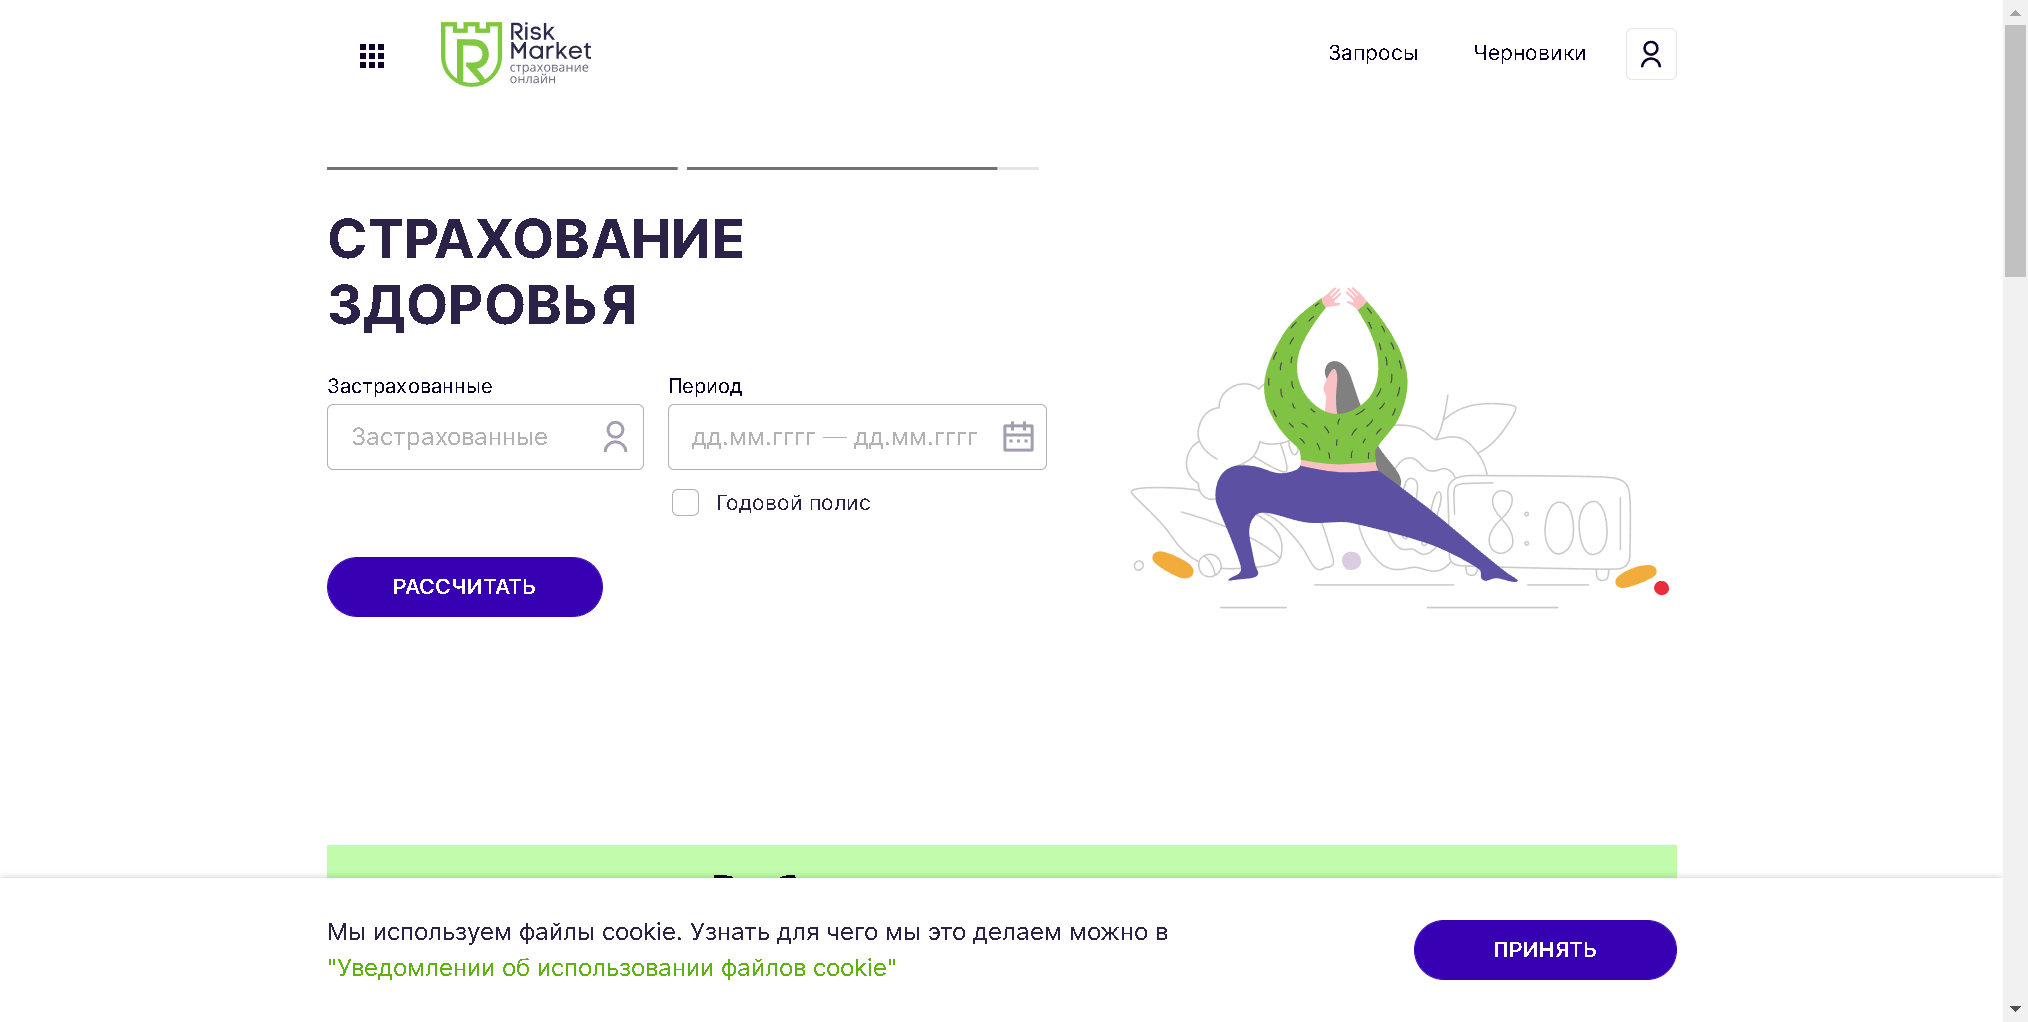 Risk
Market
страхование
онлайн
Запросы
Черновики
СТРАХОВАНИЕ
ЗДОРОВЬЯ
Застрахованные
Период
Застрахованные
дд.мм.гггг — дд.мм.гггг
Годовой полис
РАССЧИТАТЬ
8:00
Мы используем файлы cookie. Узнать для чего мы это делаем можно в
"Уведомлении об использовании файлов cookie"
ПРИНЯТЬ